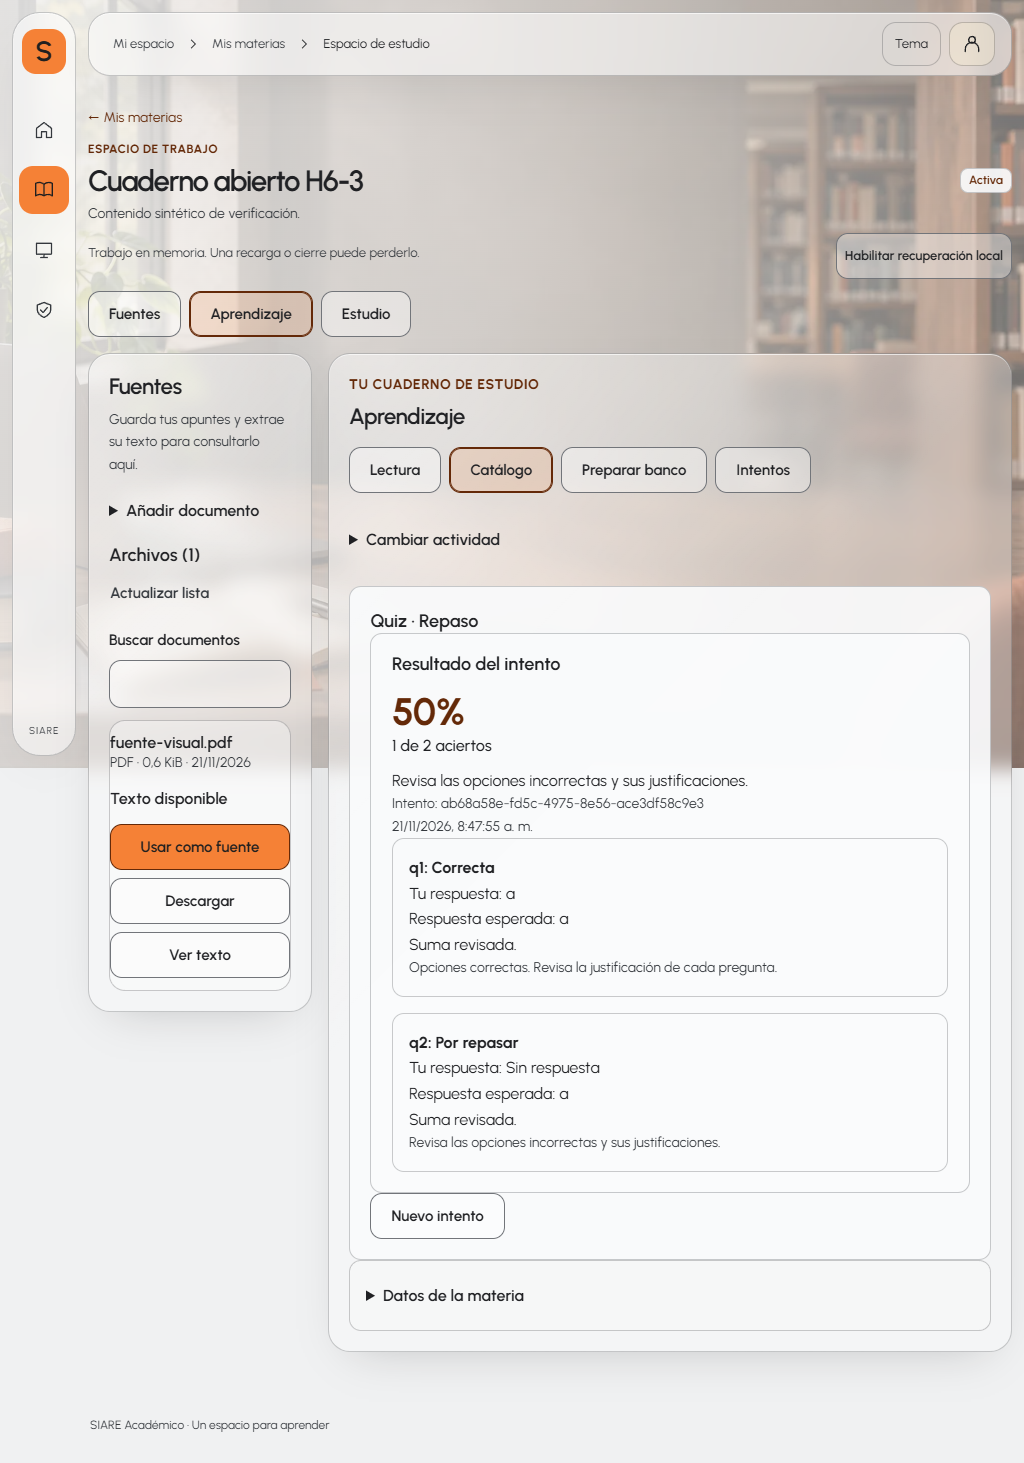 S
Mi espacio > Mis materias > Espacio de estudio
Tema
← Mis materias
ESPACIO DE TRABAJO
Cuaderno abierto H6-3
Activa
Contenido sintético de verificación.
Trabajo en memoria. Una recarga o cierre puede perderlo.
Habilitar recuperación local
Fuentes
Aprendizaje
Estudio
Fuentes
Guarda tus apuntes y extrae
su texto para consultarlo
aquí.
Añadir documento
Archivos (1)
Actualizar lista
Buscar documentos
fuente-visual.pdf
PDF · 0,6 KiB · 21/11/2026
Texto disponible
Usar como fuente
Descargar
Ver texto
TU CUADERNO DE ESTUDIO
Aprendizaje
Lectura
Catálogo
Preparar banco
Intentos
Cambiar actividad
Quiz · Repaso
Resultado del intento
50%
1 de 2 aciertos
Revisa las opciones incorrectas y sus justificaciones.
Intento: ab68a58e-fd5c-4975-8e56-ace3df58c9e3
21/11/2026, 8:47:55 a. m.
q1: Correcta
Tu respuesta: a
Respuesta esperada: a
Suma revisada.
Opciones correctas. Revisa la justificación de cada pregunta.
q2: Por repasar
Tu respuesta: Sin respuesta
Respuesta esperada: a
Suma revisada.
Revisa las opciones incorrectas y sus justificaciones.
Nuevo intento
Datos de la materia
SIARE
SIARE Académico · Un espacio para aprender